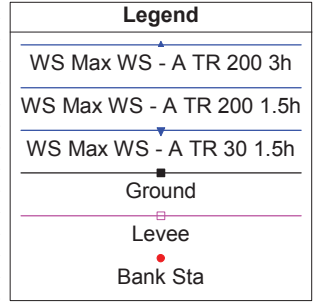 Legend
WS Max WS - A TR 200 3h
WS Max WS - A TR 200 1.5h
WS Max WS - A TR 30 1.5h
Ground
Levee
Bank Sta